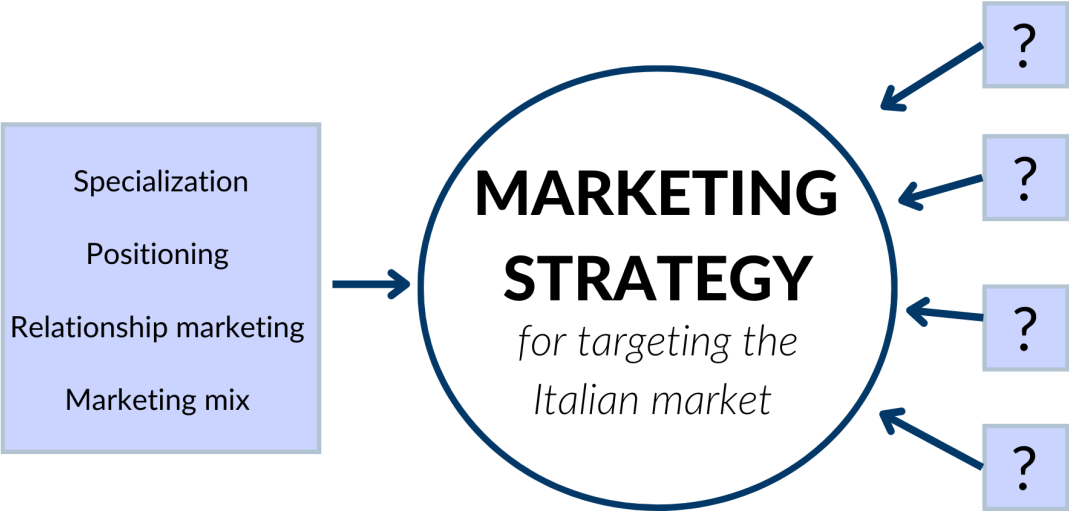 Specialization
Positioning
Relationship marketing
Marketing mix
MARKETING
STRATEGY
for targeting the
Italian market
?
?
?
?